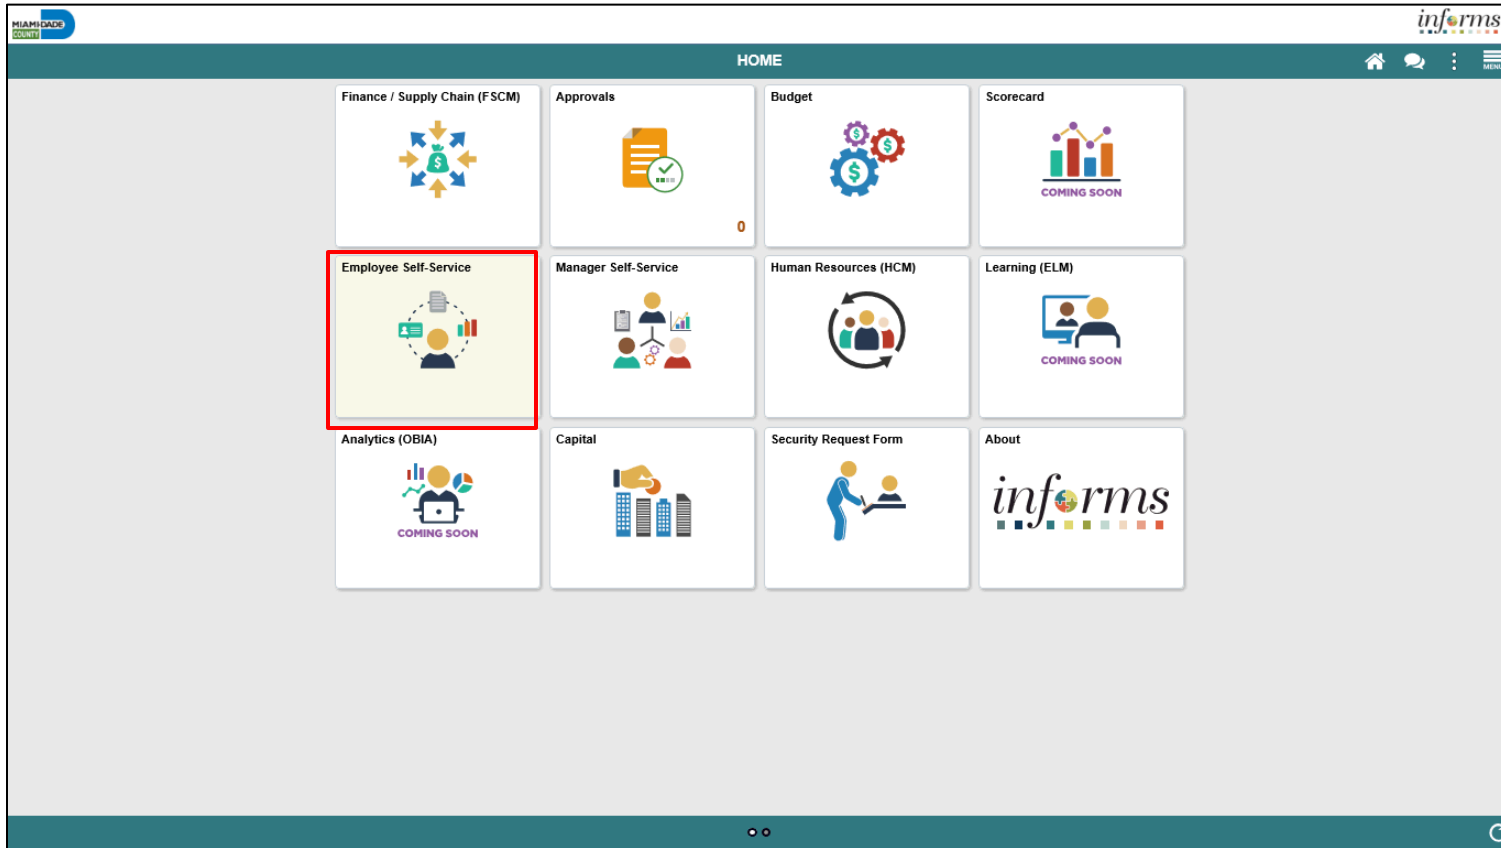 MIAMI-DADE
COUNTY
informs
HOME
MENU
Finance / Supply Chain (FSCM)
Approvals
Budget
Scorecard
COMING SOON
0
Employee Self-Service
Manager Self-Service
Human Resources (HCM)
Learning (ELM)
COMING SOON
Analytics (OBIA)
Capital
Security Request Form
About
COMING SOON
informs